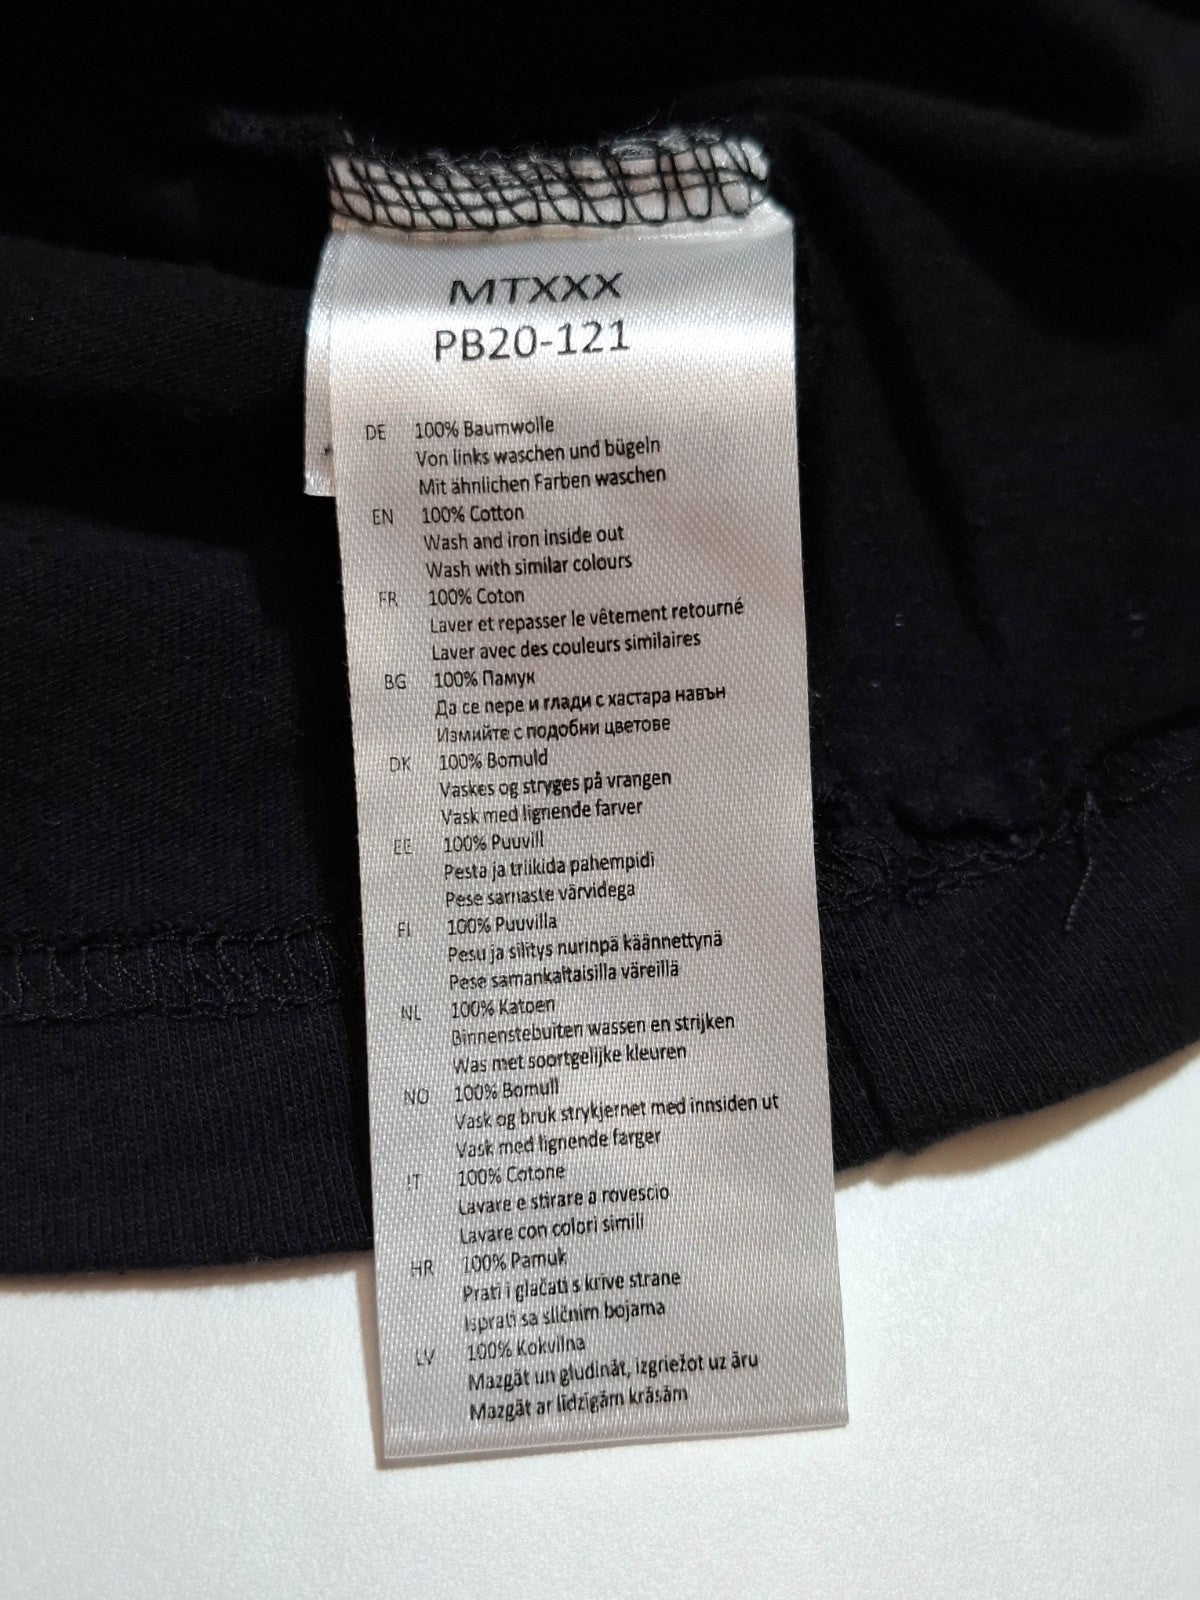 MTXXX
PB20-121
DE 100% Baumwolle
Von links waschen und bügeln
Mit ähnlichen Farben waschen
EN 100% Cotton
Wash and iron inside out
Wash with similar colours
FR 100% Coton
Laver et repasser le vêtement retourné
Laver avec des couleurs similaires
BG 100% Памук
Да се пере и глади с хастара навън
Измийте с подобни цветове
DK 100% Bomuld
Vaskes og stryges på vrangen
Vask med lignende farver
EE 100% Puuvill
Pesta ja triikida pahempidi
Pese sarnaste värvidega
FI 100% Puuvilla
Pesu ja silitys nurinpä käännettynä
Pese samankaltaisilla väreillä
NL 100% Katoen
Binnenstebuiten wassen en strijken
Was met soortgelijke kleuren
NO 100% Bomull
Vask og bruk strykjernet med innsiden ut
Vask med lignende farger
IT 100% Cotone
Lavare e stirare a rovescio
Lavare con colori simili
HR 100% Pamuk
Prati i glačati s krive strane
Isprati sa sličnim bojama
LV 100% Kokvilna
Mazgāt un gludināt, izgriežot uz āru
Mazgāt ar līdzīgām krāsām